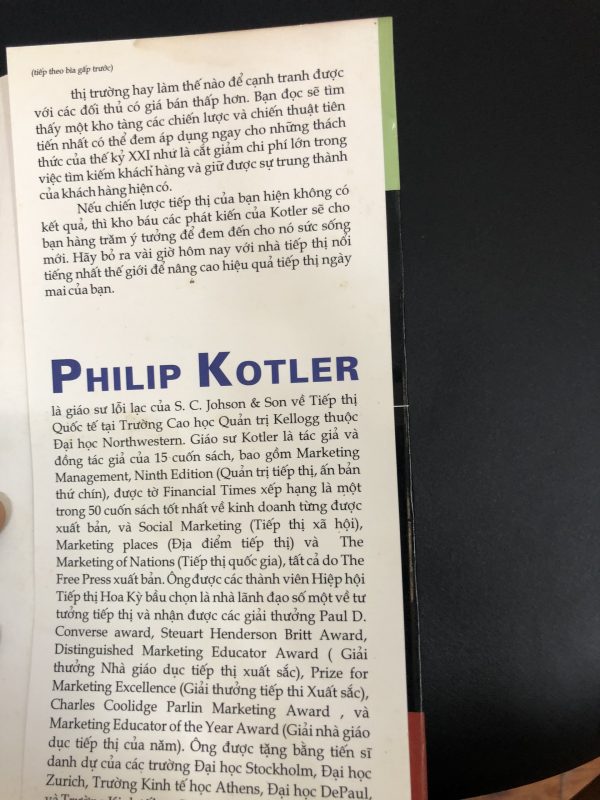 (tiếp theo bìa gấp trước)
thị trường hay làm thế nào để cạnh tranh được
với các đối thủ có giá bán thấp hơn. Bạn đọc sẽ tìm
thấy một kho tàng các chiến lược và chiến thuật tiên
tiến nhất có thể đem áp dụng ngay cho những thách
thức của thế kỷ XXI như là cắt giảm chi phí lớn trong
việc tìm kiếm khách hàng và giữ được sự trung thành
của khách hàng hiện có.
Nếu chiến lược tiếp thị của bạn hiện không có
kết quả, thì kho báu các phát kiến của Kotler sẽ cho
bạn hàng trăm ý tưởng để đem đến cho nó sức sống
mới. Hãy bỏ ra vài giờ hôm nay với nhà tiếp thị nổi
tiếng nhất thế giới để nâng cao hiệu quả tiếp thị ngày
mai của bạn.
PHILIP KOTLER
là giáo sư lỗi lạc của S. C. Johson & Son về Tiếp thị
Quốc tế tại Trường Cao học Quản trị Kellogg thuộc
Đại học Northwestern. Giáo sư Kotler là tác giả và
đồng tác giả của 15 cuốn sách, bao gồm Marketing
Management, Ninth Edition (Quản trị tiếp thị, ấn bản
thứ chín), được tờ Financial Times xếp hạng là một
trong 50 cuốn sách tốt nhất về kinh doanh từng được
xuất bản, và Social Marketing (Tiếp thị xã hội),
Marketing places (Địa điểm tiếp thị) và The
Marketing of Nations (Tiếp thị quốc gia), tất cả do The
Free Press xuất bản. Ông được các thành viên Hiệp hội
Tiếp thị Hoa Kỳ bầu chọn là nhà lãnh đạo số một về tư
tưởng tiếp thị và nhận được các giải thưởng Paul D.
Converse award, Steuart Henderson Britt Award,
Distinguished Marketing Educator Award ( Giải
thưởng Nhà giáo dục tiếp thị xuất sắc), Prize for
Marketing Excellence (Giải thưởng tiếp thi Xuất sắc),
Charles Coolidge Parlin Marketing Award , và
Marketing Educator of the Year Award (Giải nhà giáo
dục tiếp thị của năm). Ông được tặng bằng tiến sĩ
danh dự của các trường Đại học Stockholm, Đại học
Zurich, Trường Kinh tế học Athens, Đại học DePaul,